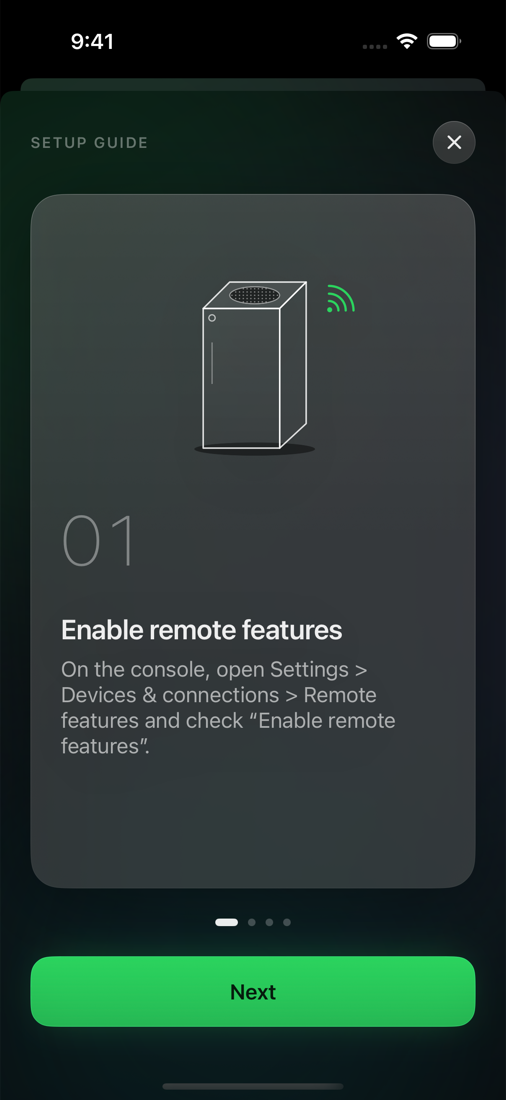 9:41
SETUP GUIDE
01
Enable remote features
On the console, open Settings >
Devices & connections > Remote
features and check “Enable remote
features”.
Next